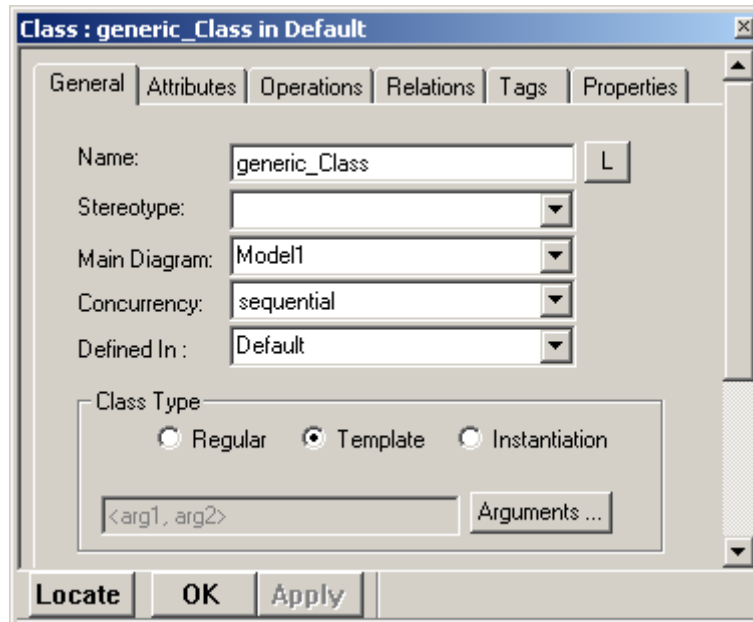 Class : generic_Class in Default
General Attributes Operations Relations Tags Properties
Name: generic_Class L
Stereotype:
Main Diagram: Model1
Concurrency: sequential
Defined In : Default
Class Type
Regular Template Instantiation
<arg1, arg2> Arguments ...
Locate OK Apply